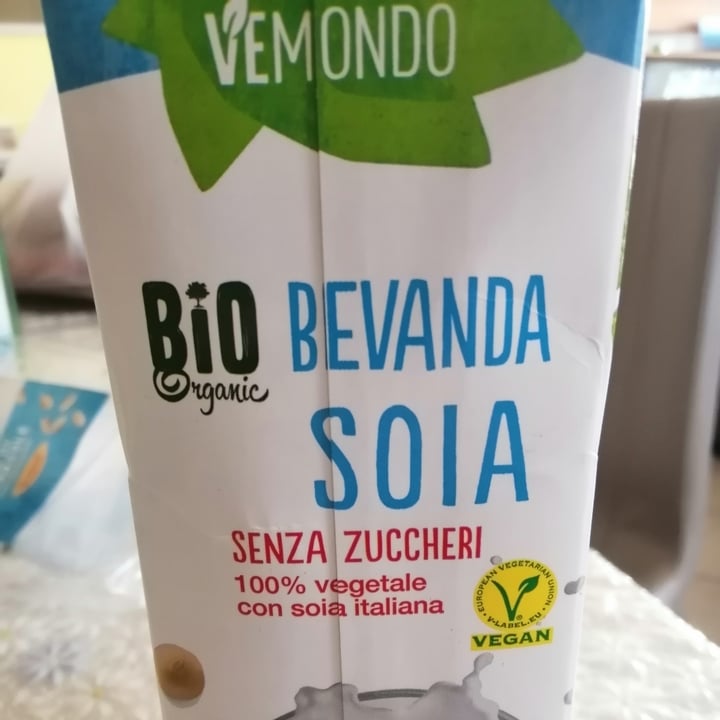 VEMONDO
BIO
Organic
BEVANDA
SOIA
SENZA ZUCCHERI
100% vegetale
con soia italiana
EUROPEAN VEGETARIAN UNION
V-LABEL.EU
VEGAN